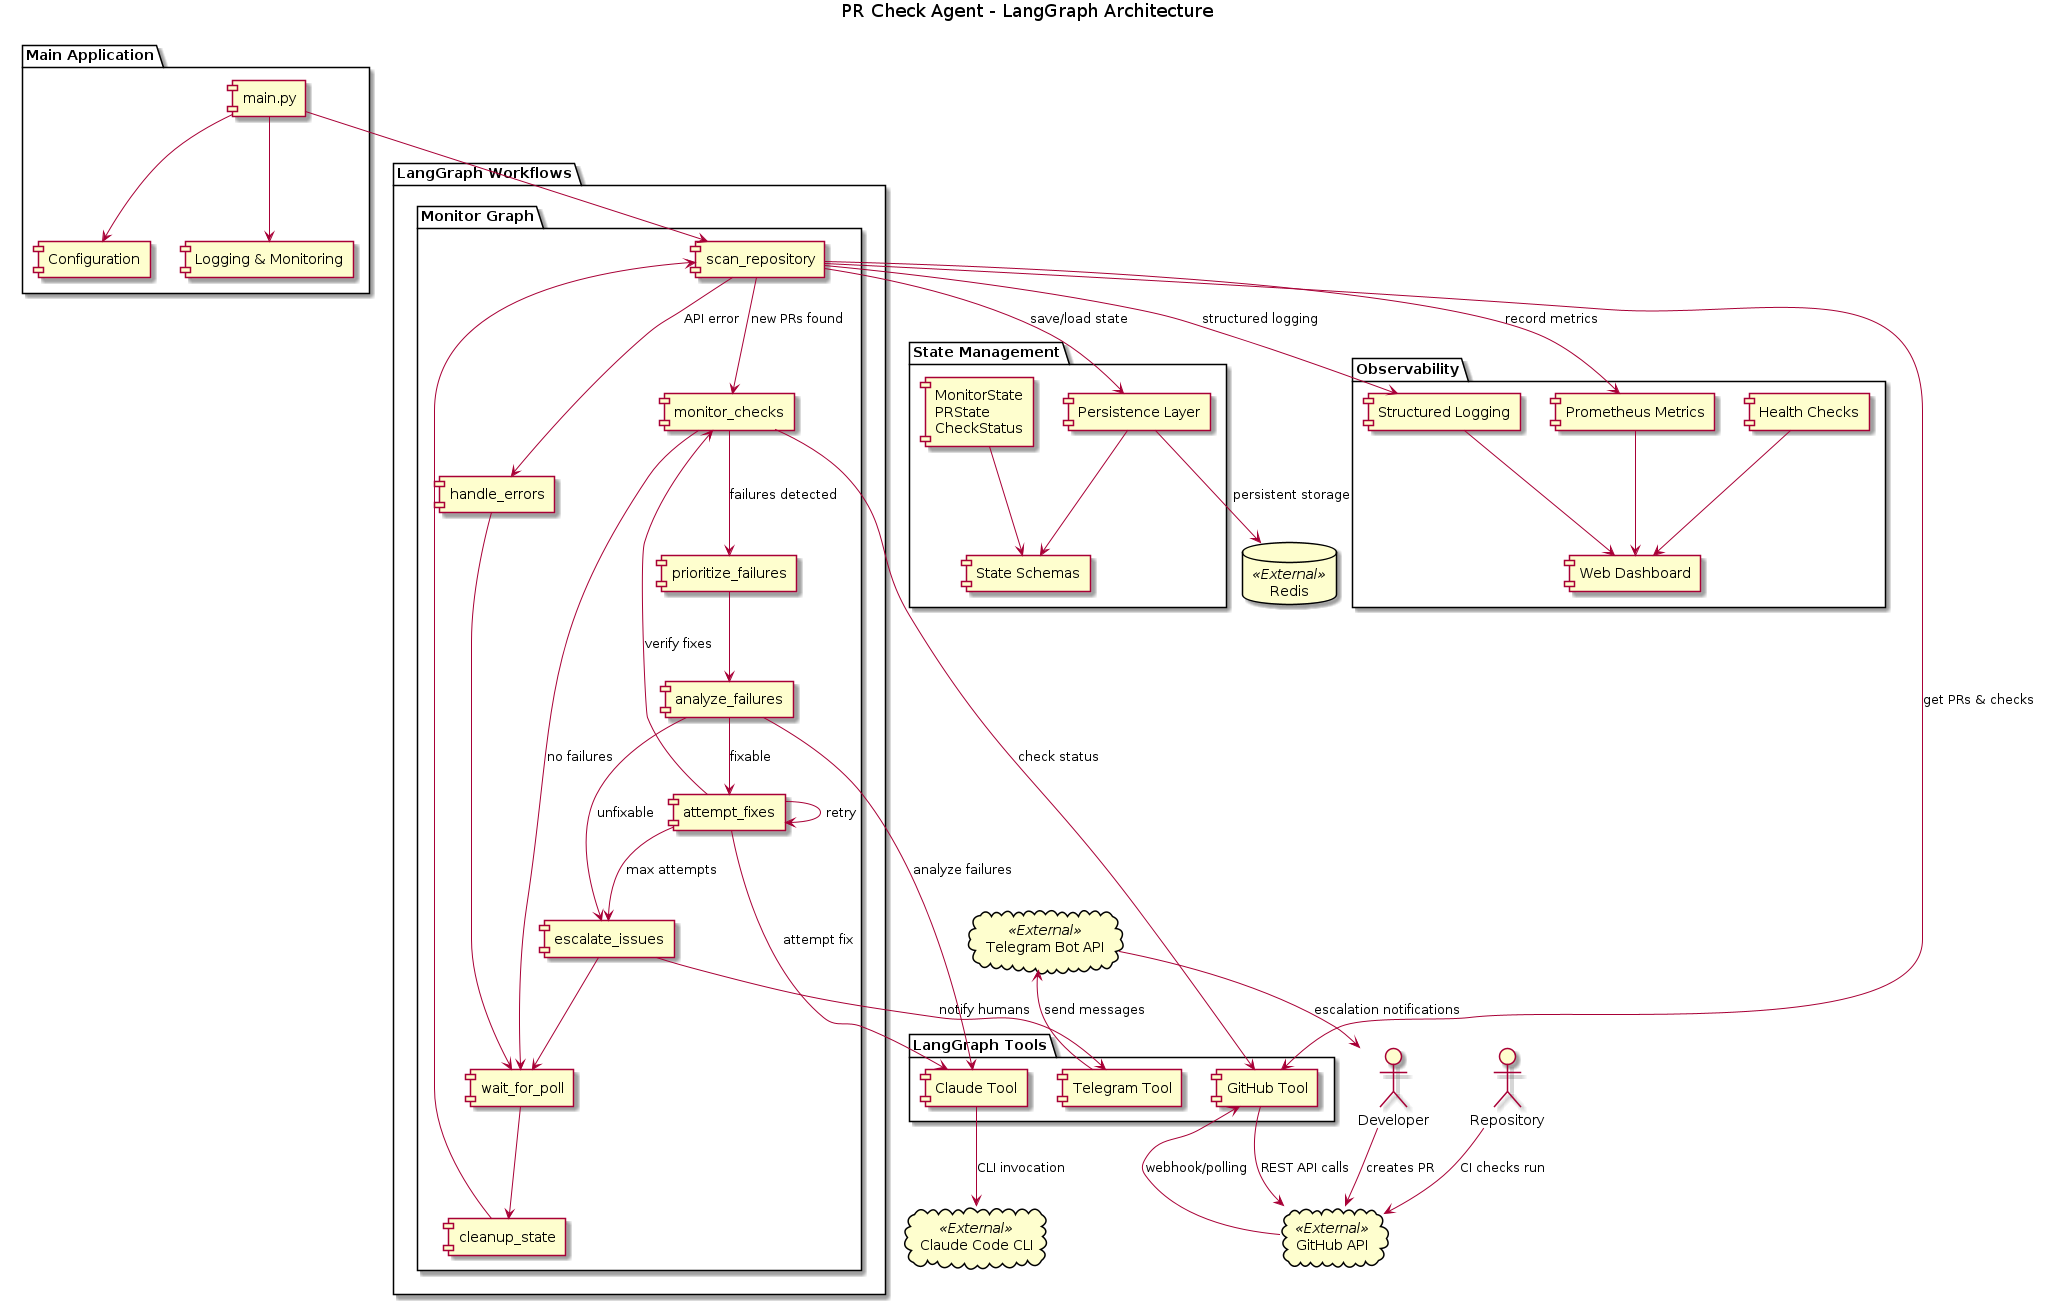 PR Check Agent - LangGraph Architecture
Main Application
main.py
Configuration
Logging & Monitoring
LangGraph Workflows
Monitor Graph
scan_repository
API error
new PRs found
save/load state
structured logging
record metrics
State Management
MonitorState
PRState
CheckStatus
Persistence Layer
Observability
Structured Logging
Prometheus Metrics
Health Checks
monitor_checks
handle_errors
failures detected
persistent storage
prioritize_failures
State Schemas
«External»
Redis
Web Dashboard
verify fixes
analyze_failures
get PRs & checks
no failures
fixable
check status
unfixable
attempt_fixes
retry
max attempts
analyze failures
escalate_issues
attempt fix
«External»
Telegram Bot API
notify humans
send messages
escalation notifications
LangGraph Tools
wait_for_poll
Claude Tool
Telegram Tool
GitHub Tool
Developer
Repository
CLI invocation
webhook/polling
REST API calls
creates PR
CI checks run
cleanup_state
«External»
Claude Code CLI
«External»
GitHub API